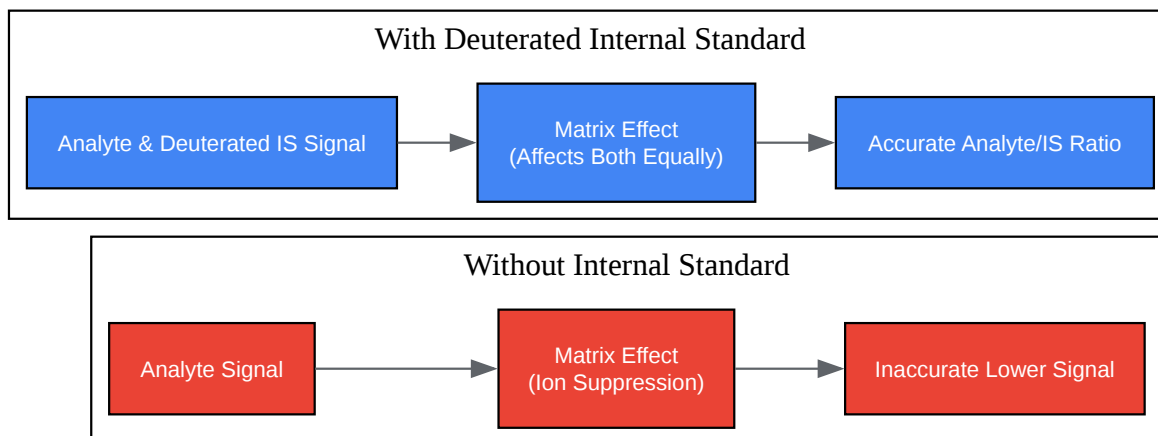 With Deuterated Internal Standard
Analyte & Deuterated IS Signal
Matrix Effect
(Affects Both Equally)
Accurate Analyte/IS Ratio
Without Internal Standard
Analyte Signal
Matrix Effect
(Ion Suppression)
Inaccurate Lower Signal